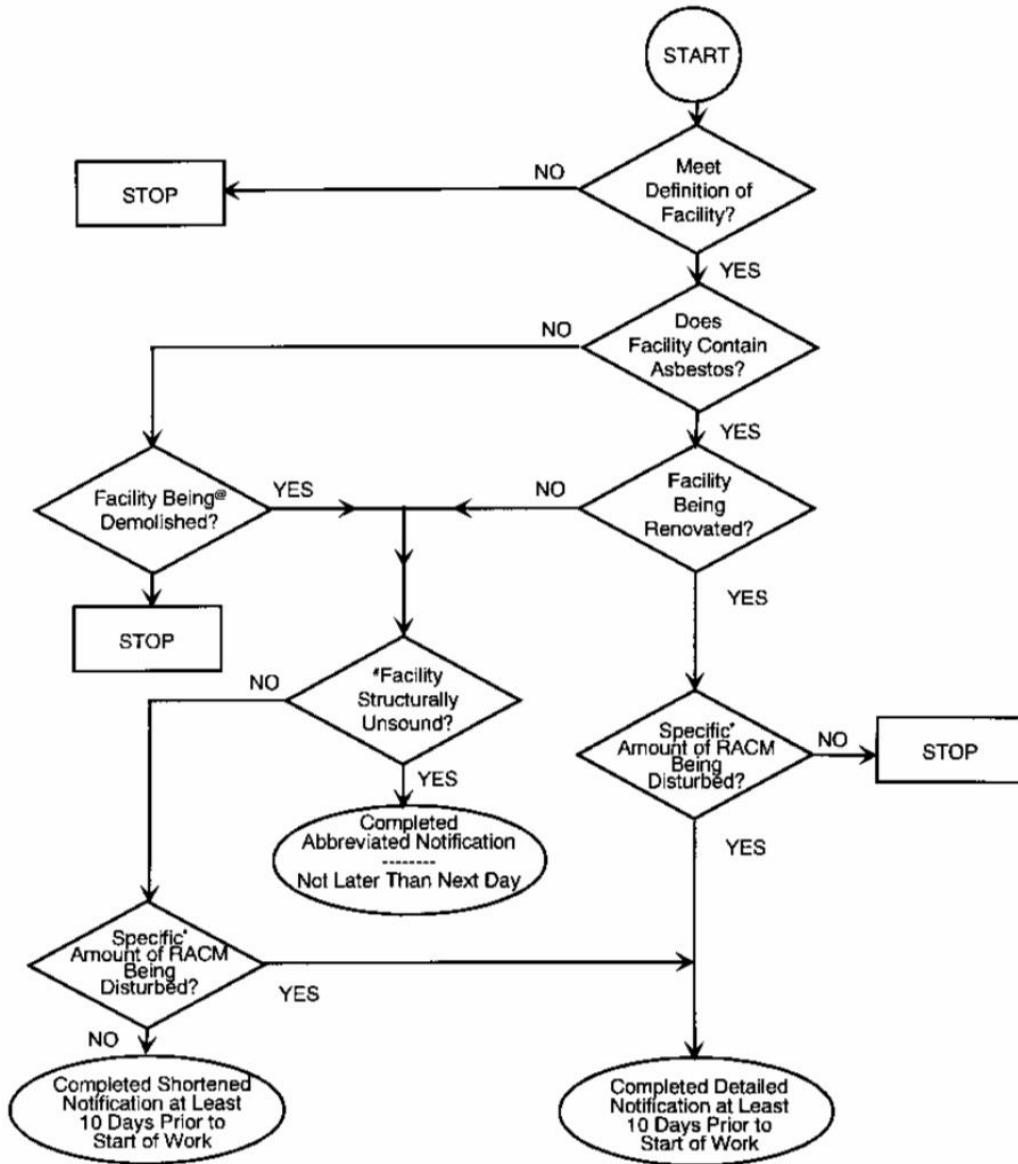 START
Meet
Definition of
Facility?
NO
STOP
YES
Does
Facility Contain
Asbestos?
NO
YES
Facility Being@
Demolished?
YES
NO
Facility
Being
Renovated?
STOP
YES
#Facility
Structurally
Unsound?
NO
YES
Specific*
Amount of RACM
Being
Disturbed?
NO
STOP
YES
Completed
Abbreviated Notification
--------
Not Later Than Next Day
Specific*
Amount of RACM
Being
Disturbed?
YES
NO
Completed Shortened
Notification at Least
10 Days Prior to
Start of Work
Completed Detailed
Notification at Least
10 Days Prior to
Start of Work